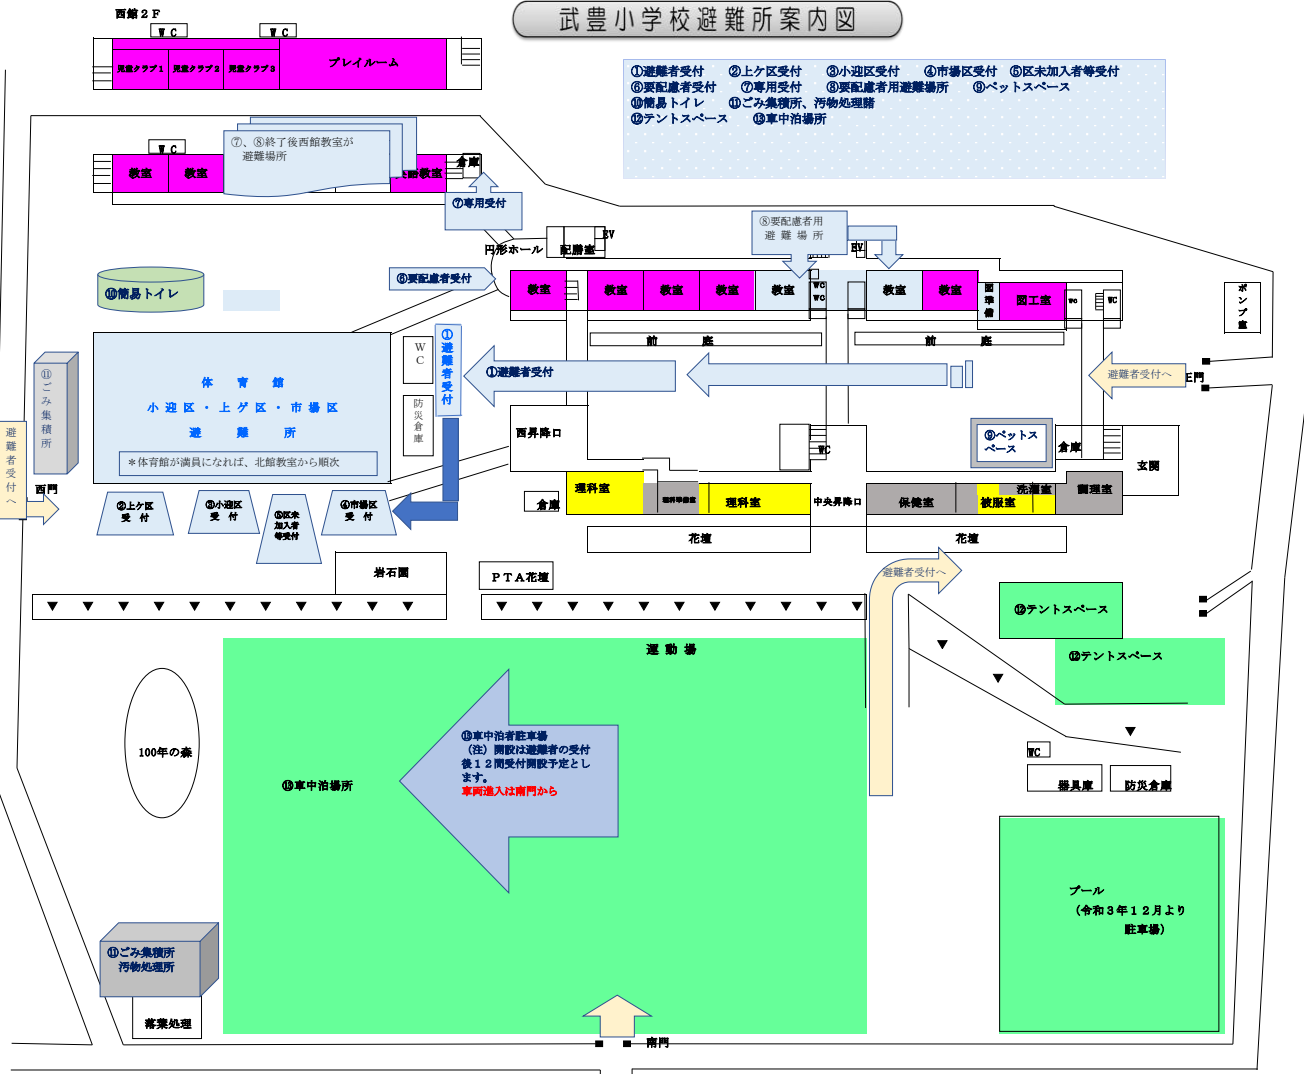 武豊小学校避難所案内図
西館２Ｆ
ＷＣ
ＷＣ
児童クラブ１
児童クラブ２
児童クラブ３
プレイルーム
①避難者受付　②上ケ区受付　③小迎区受付　④市場区受付　⑤区未加入者等受付
⑥要配慮者受付　⑦専用受付　⑧要配慮者用避難場所　⑨ペットスペース
⑩簡易トイレ　⑪ごみ集積所、汚物処理諸
⑫テントスペース　⑬車中泊場所
⑦、⑧終了後西館教室が
避難場所
ＷＣ
教室
教室
教室
倉庫
⑦専用受付
円形ホール
配膳室
EV
⑧要配慮者用
避難場所
EV
⑥要配慮者受付
⑩簡易トイレ
教室
教室
教室
教室
教室
WC
WC
教室
教室
図準備
図工室
WC
WC
ポンプ室
前庭
前庭
ＷＣ
①避難者受付
①避難者受付
避難者受付へ
正門
⑪ごみ集積所
体育館
小迎区・上ゲ区・市場区
避難所
＊体育館が満員になれば、北館教室から順次
防災倉庫
避難者受付へ
西門
西昇降口
WC
⑨ペットス
ペース
倉庫
玄関
②上ケ区
受付
③小迎区
受付
⑤区未
加入者
等受付
④市場区
受付
倉庫
理科室
理科準備室
理科室
中央昇降口
保健室
被服室
洗濯室
調理室
花壇
花壇
岩石園
ＰＴＡ花壇
避難者受付へ
⑫テントスペース
⑫テントスペース
運動場
100年の森
⑬車中泊場所
⑬車中泊者駐車場
（注）開設は避難者の受付
後１２間受付開設予定とし
ます。
車両進入は南門から
WC
器具庫
防災倉庫
プール
（令和３年１２月より
駐車場）
⑪ごみ集積所
汚物処理所
落葉処理
南門